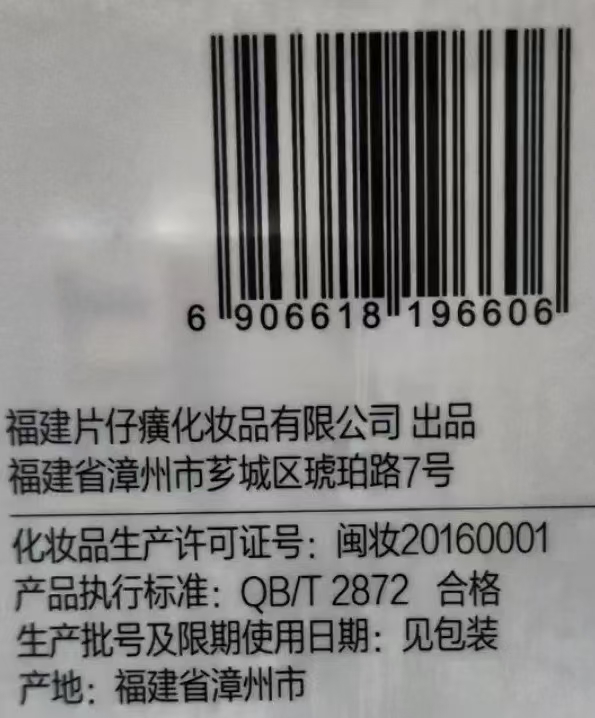 6 906618 196606
福建片仔癀化妆品有限公司 出品
福建省漳州市芗城区琥珀路7号
化妆品生产许可证号：闽妆20160001
产品执行标准：QB/T 2872 合格
生产批号及限期使用日期：见包装
产地：福建省漳州市